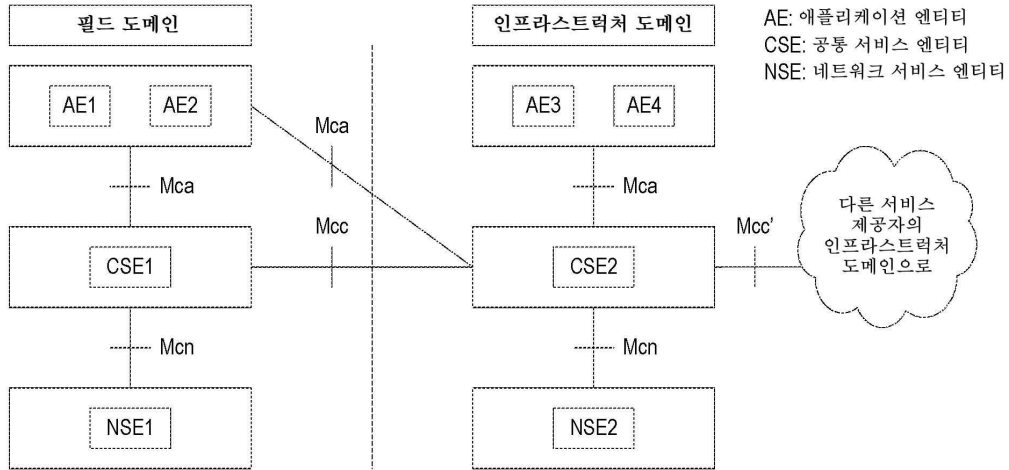 필드 도메인
인프라스트럭처 도메인
AE: 애플리케이션 엔티티
CSE: 공통 서비스 엔티티
NSE: 네트워크 서비스 엔티티
AE1
AE2
AE3
AE4
Mca
Mca
Mca
Mcc
Mcc'
다른 서비스
제공자의
인프라스트럭처
도메인으로
CSE1
CSE2
Mcn
Mcn
NSE1
NSE2